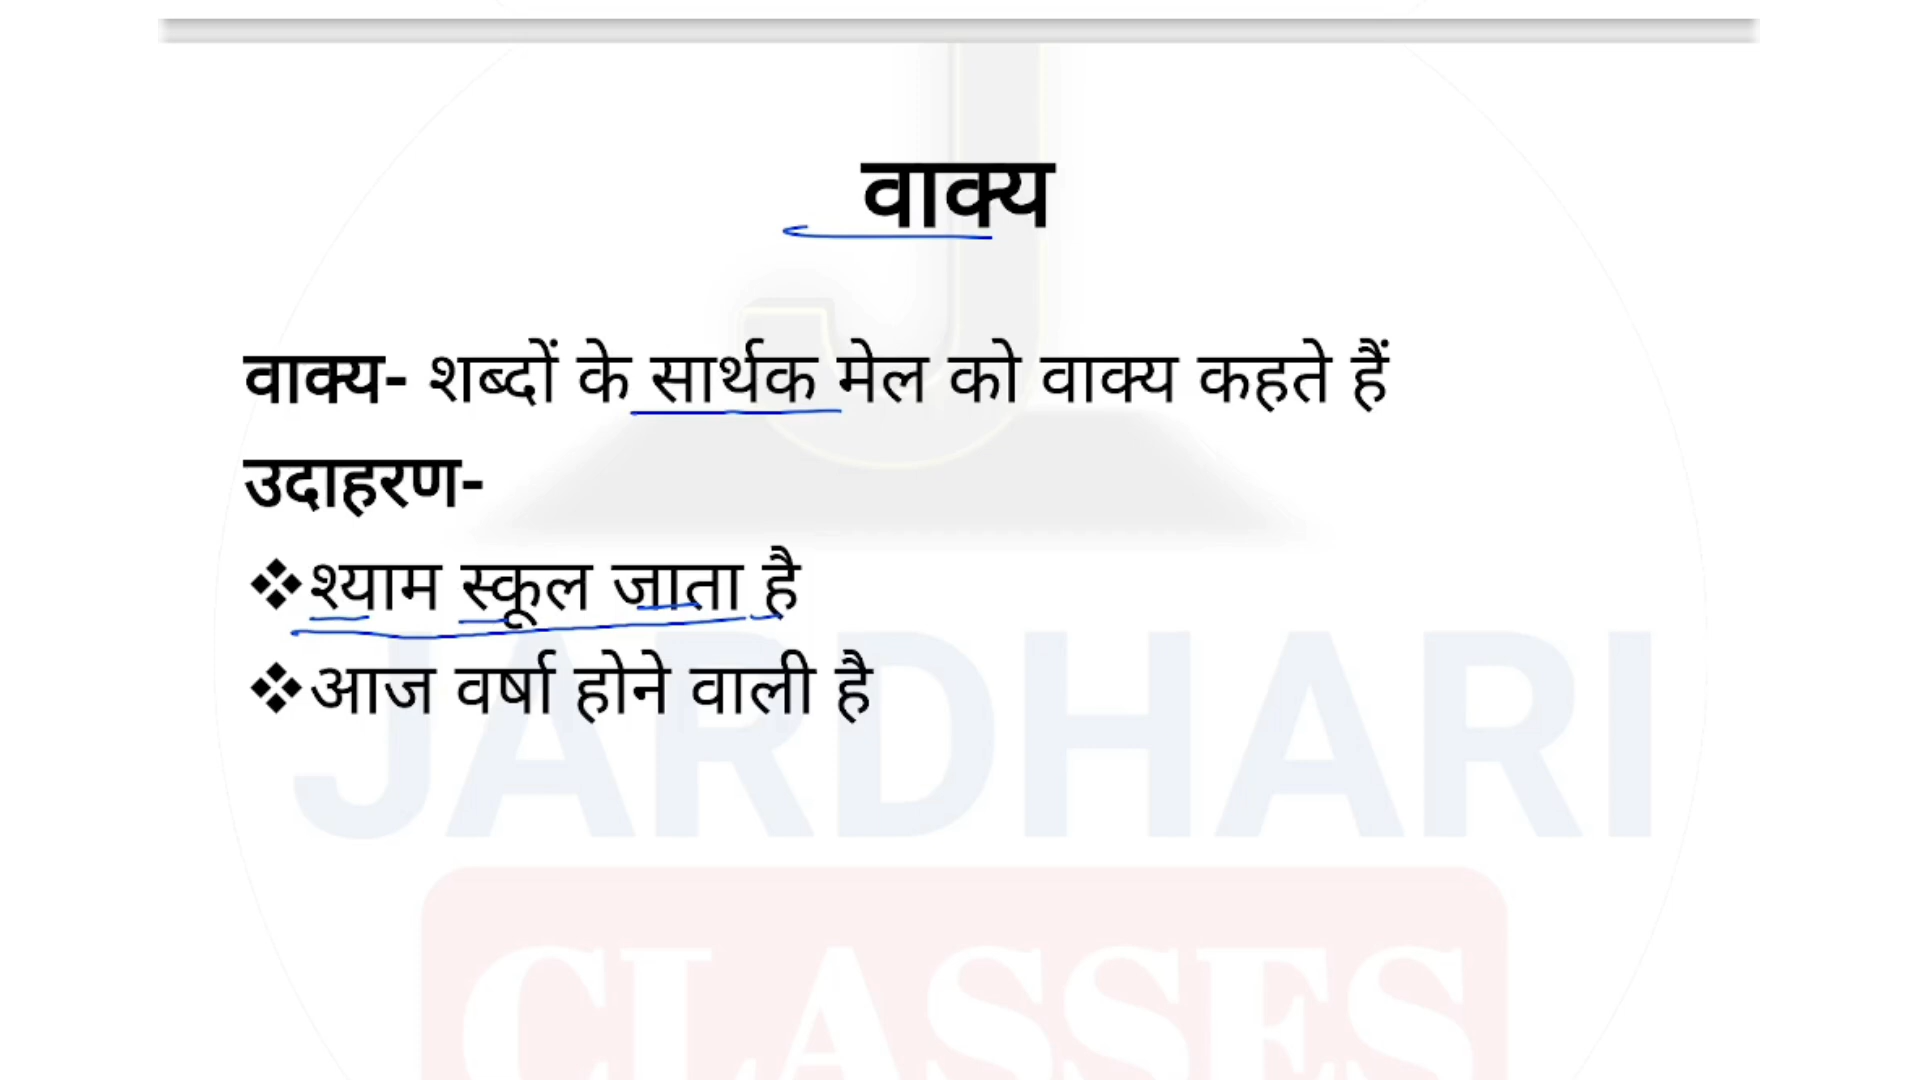 वाक्य
वाक्य- शब्दों के सार्थक मेल को वाक्य कहते हैं
उदाहरण-
❖श्याम स्कूल जाता है
❖आज वर्षा होने वाली है
JARDHARI
CLASSES